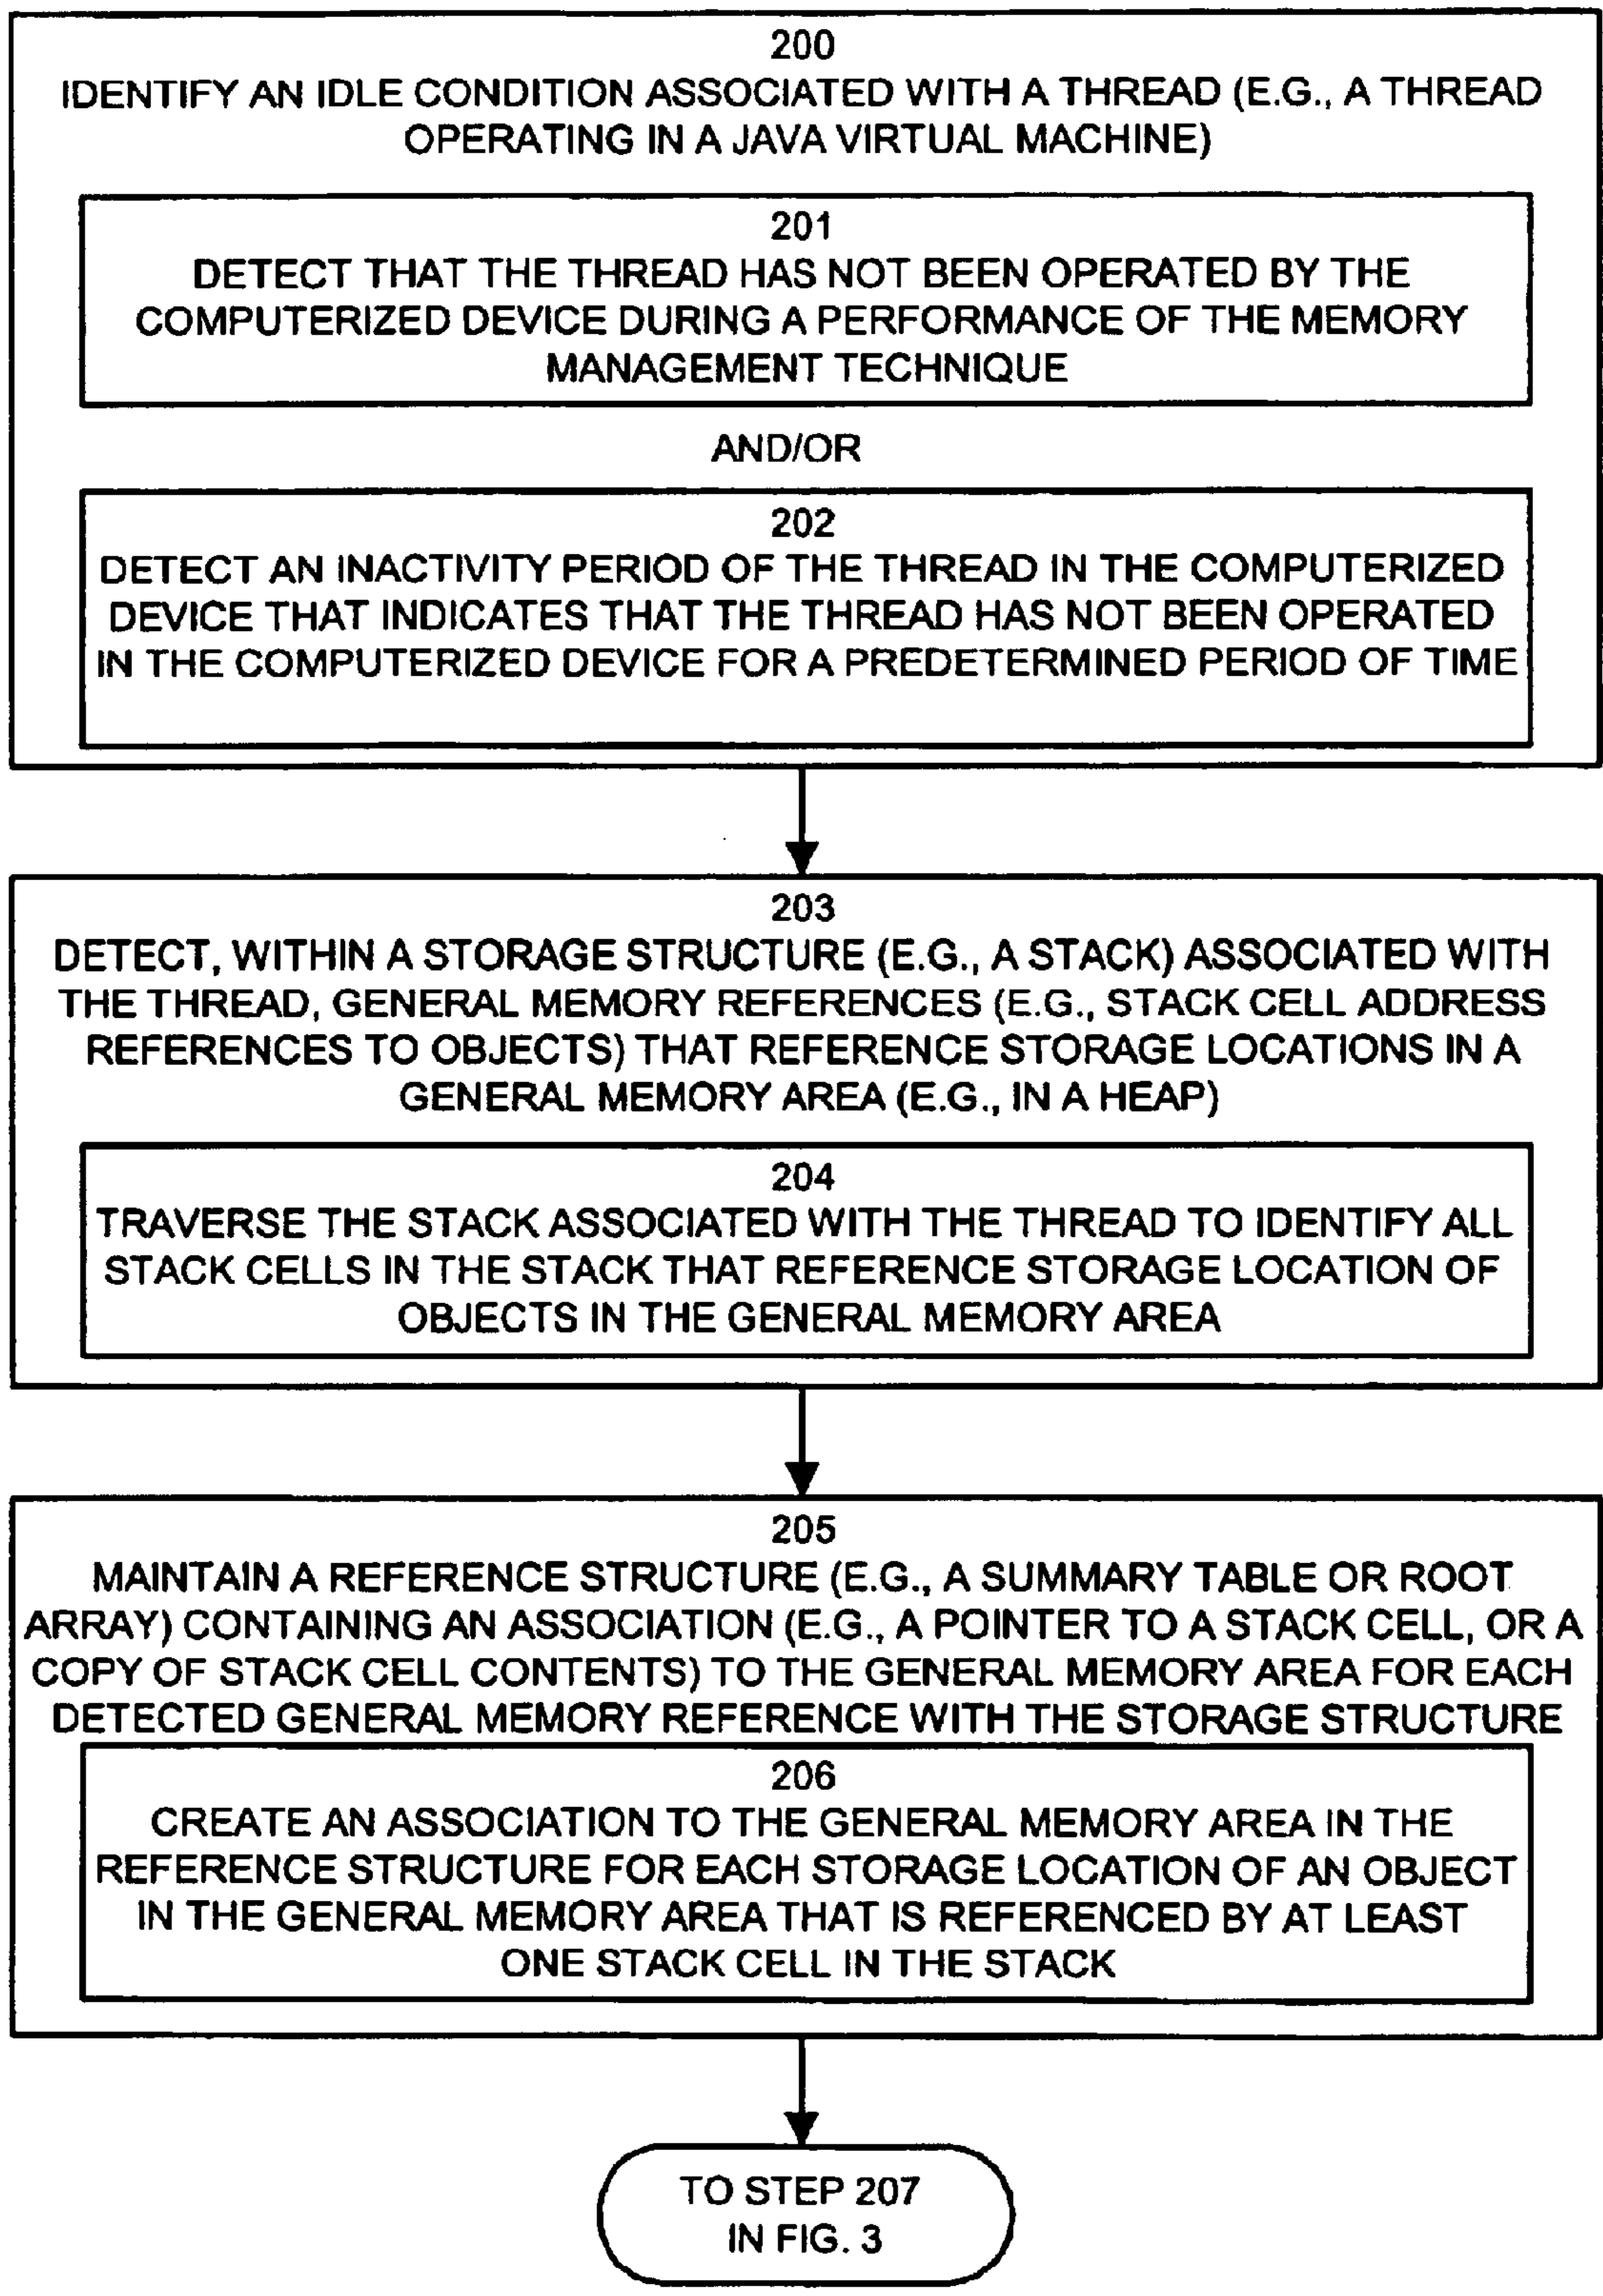 200
IDENTIFY AN IDLE CONDITION ASSOCIATED WITH A THREAD (E.G., A THREAD
OPERATING IN A JAVA VIRTUAL MACHINE)
201
DETECT THAT THE THREAD HAS NOT BEEN OPERATED BY THE
COMPUTERIZED DEVICE DURING A PERFORMANCE OF THE MEMORY
MANAGEMENT TECHNIQUE
AND/OR
202
DETECT AN INACTIVITY PERIOD OF THE THREAD IN THE COMPUTERIZED
DEVICE THAT INDICATES THAT THE THREAD HAS NOT BEEN OPERATED
IN THE COMPUTERIZED DEVICE FOR A PREDETERMINED PERIOD OF TIME
203
DETECT, WITHIN A STORAGE STRUCTURE (E.G., A STACK) ASSOCIATED WITH
THE THREAD, GENERAL MEMORY REFERENCES (E.G., STACK CELL ADDRESS
REFERENCES TO OBJECTS) THAT REFERENCE STORAGE LOCATIONS IN A
GENERAL MEMORY AREA (E.G., IN A HEAP)
204
TRAVERSE THE STACK ASSOCIATED WITH THE THREAD TO IDENTIFY ALL
STACK CELLS IN THE STACK THAT REFERENCE STORAGE LOCATION OF
OBJECTS IN THE GENERAL MEMORY AREA
205
MAINTAIN A REFERENCE STRUCTURE (E.G., A SUMMARY TABLE OR ROOT
ARRAY) CONTAINING AN ASSOCIATION (E.G., A POINTER TO A STACK CELL, OR A
COPY OF STACK CELL CONTENTS) TO THE GENERAL MEMORY AREA FOR EACH
DETECTED GENERAL MEMORY REFERENCE WITH THE STORAGE STRUCTURE
206
CREATE AN ASSOCIATION TO THE GENERAL MEMORY AREA IN THE
REFERENCE STRUCTURE FOR EACH STORAGE LOCATION OF AN OBJECT
IN THE GENERAL MEMORY AREA THAT IS REFERENCED BY AT LEAST
ONE STACK CELL IN THE STACK
TO STEP 207
IN FIG. 3